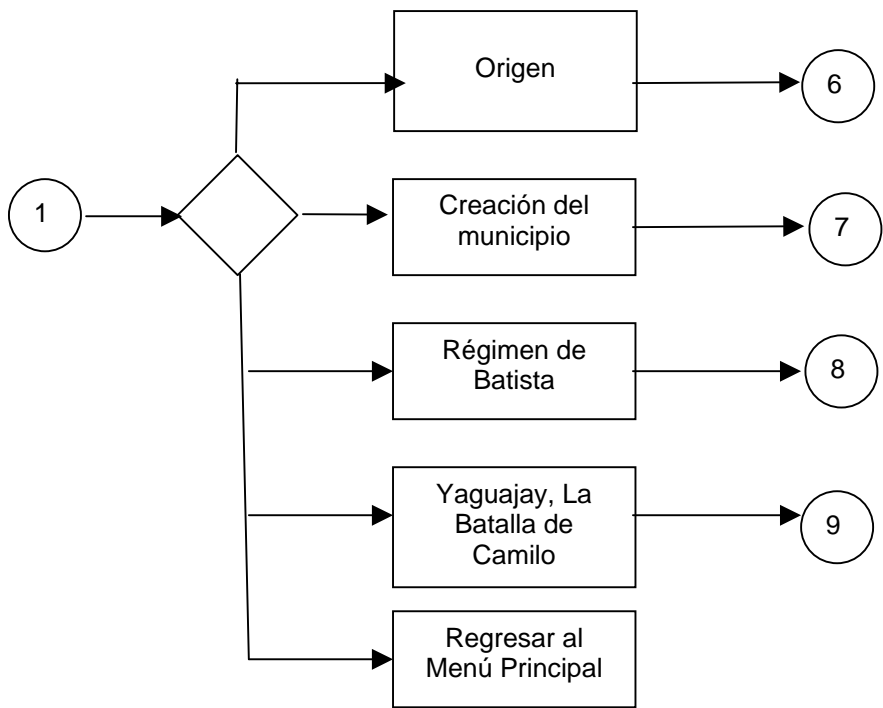 Origen
6
1
Creación del
municipio
7
Régimen de
Batista
8
Yaguajay, La
Batalla de
Camilo
9
Regresar al
Menú Principal